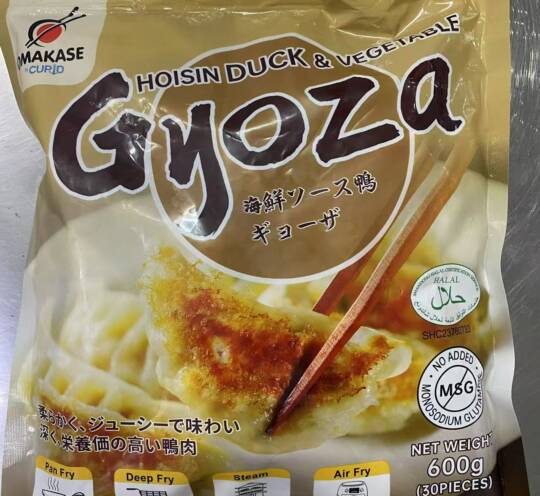 OMAKASE
by CUPID
HOISIN DUCK & VEGETABLE
Gyoza
海鮮ソース鴨
ギョーザ
HALAL
حلال
NO ADDED
MSG
MONOSODIUM GLUTAMATE
柔らかく、ジューシーで味わい
深く、栄養価の高い鴨肉
NET WEIGHT
600g
(30PIECES)
Pan Fry
Deep Fry
Steam
Air Fry